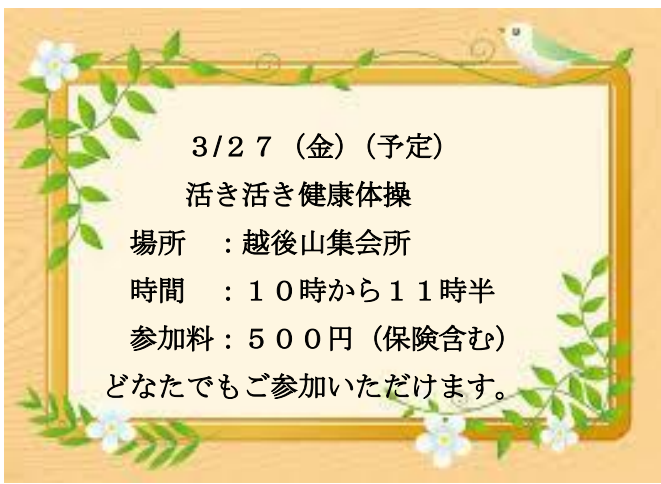 ３/２７（金）（予定）
活き活き健康体操
場所　：越後山集会所
時間　：１０時から１１時半
参加料：５００円（保険含む）
どなたでもご参加いただけます。